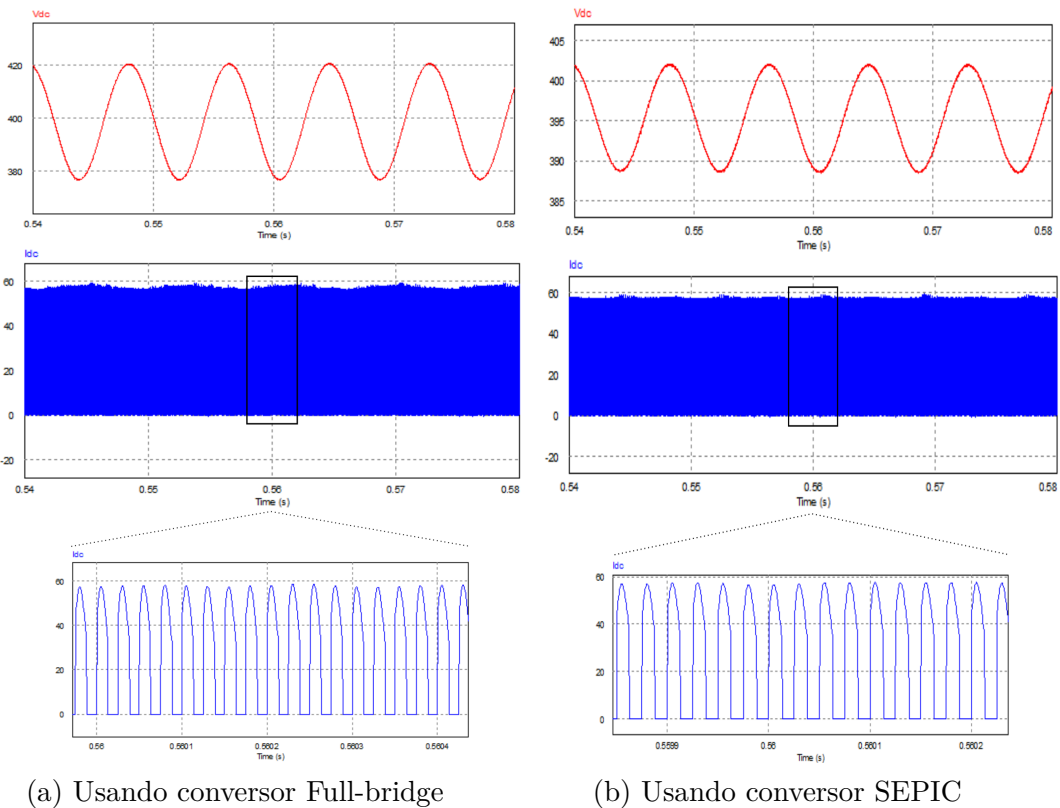 Vdc
420
400
380
0.54 0.55 0.56 0.57 0.58
Time (s)
Idc
60
40
20
0
-20
0.54 0.55 0.56 0.57 0.58
Time (s)
Idc
60
40
20
0
0.56 0.5601 0.5602 0.5603 0.5604
Time (s)
(a) Usando conversor Full-bridge
Vdc
405
400
395
390
385
0.54 0.55 0.56 0.57 0.58
Time (s)
Idc
60
40
20
0
-20
0.54 0.55 0.56 0.57 0.58
Time (s)
Idc
60
40
20
0
0.5599 0.56 0.5601 0.5602
Time (s)
(b) Usando conversor SEPIC